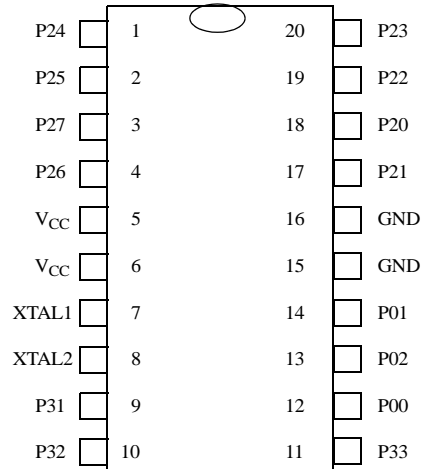 P24 1 20 P23
P25 2 19 P22
P27 3 18 P20
P26 4 17 P21
VCC 5 16 GND
VCC 6 15 GND
XTAL1 7 14 P01
XTAL2 8 13 P02
P31 9 12 P00
P32 10 11 P33